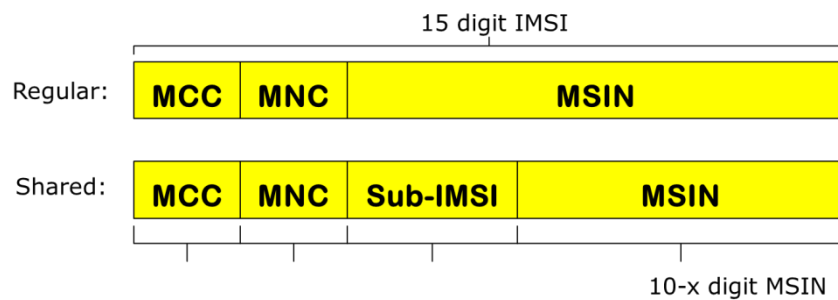 15 digit IMSI
Regular: MCC MNC MSIN
Shared: MCC MNC Sub-IMSI MSIN
10-x digit MSIN